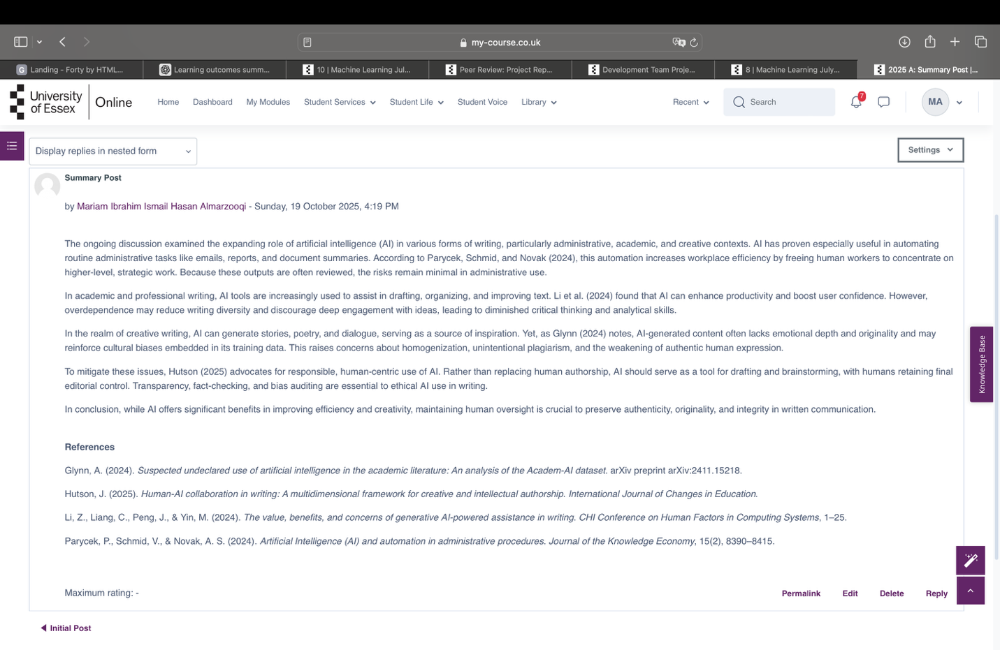 my-course.co.uk
G Landing - Forty by HTML...
Learning outcomes summ...
10 | Machine Learning Jul...
Peer Review: Project Rep...
Development Team Proje...
8 | Machine Learning July...
2025 A: Summary Post |...
University
of Essex
Online
Home
Dashboard
My Modules
Student Services
Student Life
Student Voice
Library
Recent
Search
7
MA
Display replies in nested form
Settings
Summary Post
by Mariam Ibrahim Ismail Hasan Almarzooqi - Sunday, 19 October 2025, 4:19 PM
The ongoing discussion examined the expanding role of artificial intelligence (AI) in various forms of writing, particularly administrative, academic, and creative contexts. AI has proven especially useful in automating
routine administrative tasks like emails, reports, and document summaries. According to Parycek, Schmid, and Novak (2024), this automation increases workplace efficiency by freeing human workers to concentrate on
higher-level, strategic work. Because these outputs are often reviewed, the risks remain minimal in administrative use.
In academic and professional writing, AI tools are increasingly used to assist in drafting, organizing, and improving text. Li et al. (2024) found that AI can enhance productivity and boost user confidence. However,
overdependence may reduce writing diversity and discourage deep engagement with ideas, leading to diminished critical thinking and analytical skills.
In the realm of creative writing, AI can generate stories, poetry, and dialogue, serving as a source of inspiration. Yet, as Glynn (2024) notes, AI-generated content often lacks emotional depth and originality and may
reinforce cultural biases embedded in its training data. This raises concerns about homogenization, unintentional plagiarism, and the weakening of authentic human expression.
To mitigate these issues, Hutson (2025) advocates for responsible, human-centric use of AI. Rather than replacing human authorship, AI should serve as a tool for drafting and brainstorming, with humans retaining final
editorial control. Transparency, fact-checking, and bias auditing are essential to ethical AI use in writing.
In conclusion, while AI offers significant benefits in improving efficiency and creativity, maintaining human oversight is crucial to preserve authenticity, originality, and integrity in written communication.
References
Glynn, A. (2024). Suspected undeclared use of artificial intelligence in the academic literature: An analysis of the Academ-AI dataset. arXiv preprint arXiv:2411.15218.
Hutson, J. (2025). Human-AI collaboration in writing: A multidimensional framework for creative and intellectual authorship. International Journal of Changes in Education.
Li, Z., Liang, C., Peng, J., & Yin, M. (2024). The value, benefits, and concerns of generative AI-powered assistance in writing. CHI Conference on Human Factors in Computing Systems, 1–25.
Parycek, P., Schmid, V., & Novak, A. S. (2024). Artificial Intelligence (AI) and automation in administrative procedures. Journal of the Knowledge Economy, 15(2), 8390–8415.
Maximum rating: -
Permalink
Edit
Delete
Reply
Initial Post
Knowledge Base